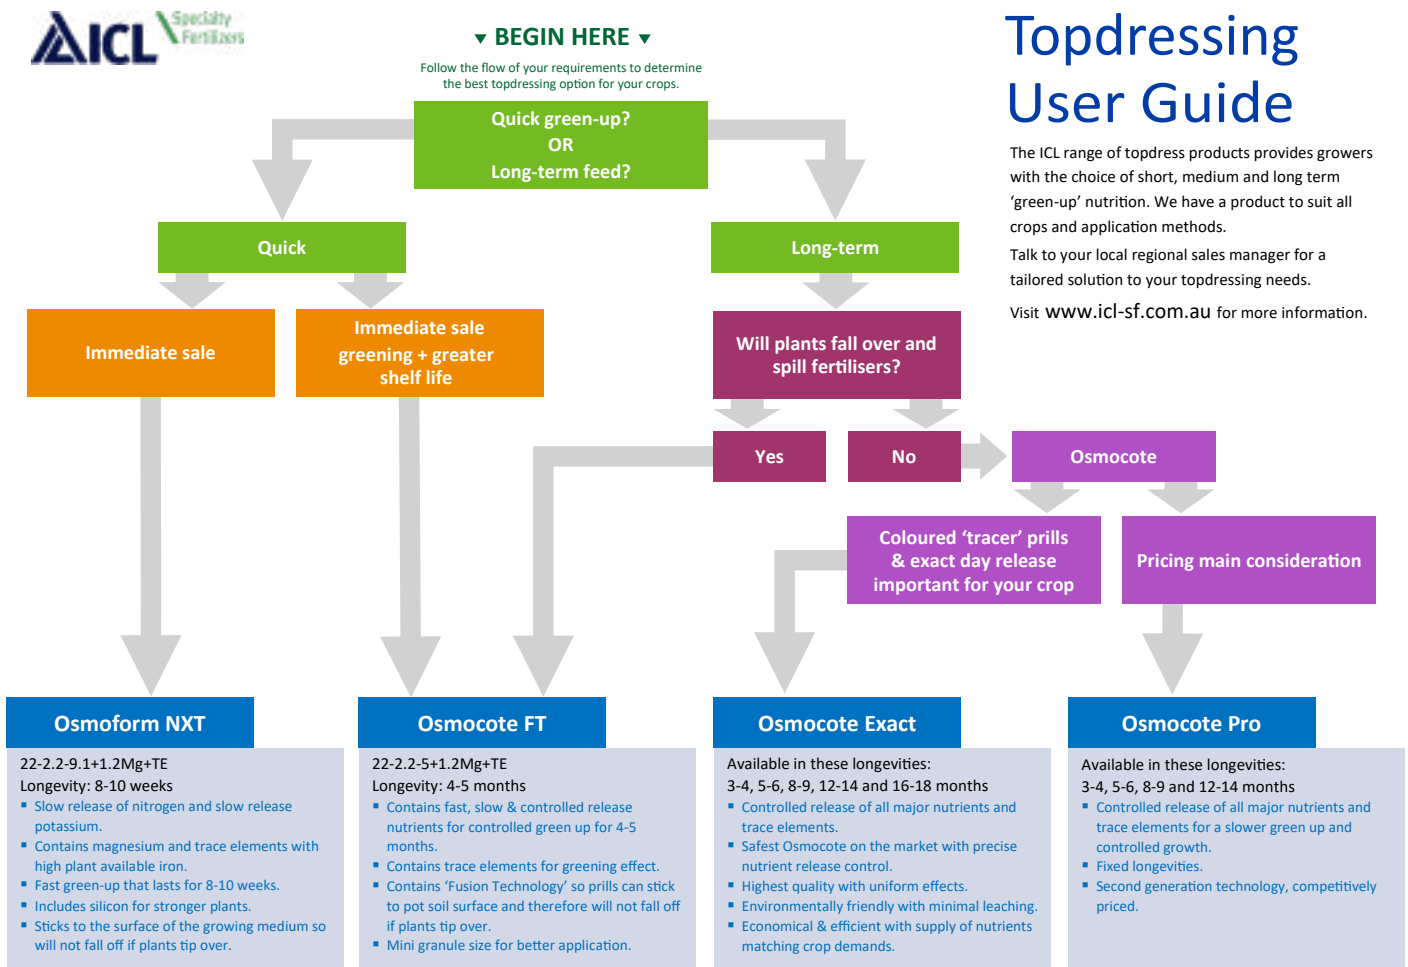 ICL
Specialty
Fertilizers
▼ BEGIN HERE ▼
Follow the flow of your requirements to determine
the best topdressing option for your crops.
Topdressing
User Guide
The ICL range of topdress products provides growers
with the choice of short, medium and long term
‘green-up’ nutrition. We have a product to suit all
crops and application methods.
Talk to your local regional sales manager for a
tailored solution to your topdressing needs.
Visit www.icl-sf.com.au for more information.
Quick green-up?
OR
Long-term feed?
Quick
Long-term
Immediate sale
Immediate sale
greening + greater
shelf life
Will plants fall over and
spill fertilisers?
Yes
No
Osmocote
Coloured ‘tracer’ prills
& exact day release
important for your crop
Pricing main consideration
Osmoform NXT
22-2.2-9.1+1.2Mg+TE
Longevity: 8-10 weeks
▪ Slow release of nitrogen and slow release
potassium.
▪ Contains magnesium and trace elements with
high plant available iron.
▪ Fast green-up that lasts for 8-10 weeks.
▪ Includes silicon for stronger plants.
▪ Sticks to the surface of the growing medium so
will not fall off if plants tip over.
Osmocote FT
22-2.2-5+1.2Mg+TE
Longevity: 4-5 months
▪ Contains fast, slow & controlled release
nutrients for controlled green up for 4-5
months.
▪ Contains trace elements for greening effect.
▪ Contains ‘Fusion Technology’ so prills can stick
to pot soil surface and therefore will not fall off
if plants tip over.
▪ Mini granule size for better application.
Osmocote Exact
Available in these longevities:
3-4, 5-6, 8-9, 12-14 and 16-18 months
▪ Controlled release of all major nutrients and
trace elements.
▪ Safest Osmocote on the market with precise
nutrient release control.
▪ Highest quality with uniform effects.
▪ Environmentally friendly with minimal leaching.
▪ Economical & efficient with supply of nutrients
matching crop demands.
Osmocote Pro
Available in these longevities:
3-4, 5-6, 8-9 and 12-14 months
▪ Controlled release of all major nutrients and
trace elements for a slower green up and
controlled growth.
▪ Fixed longevities.
▪ Second generation technology, competitively
priced.